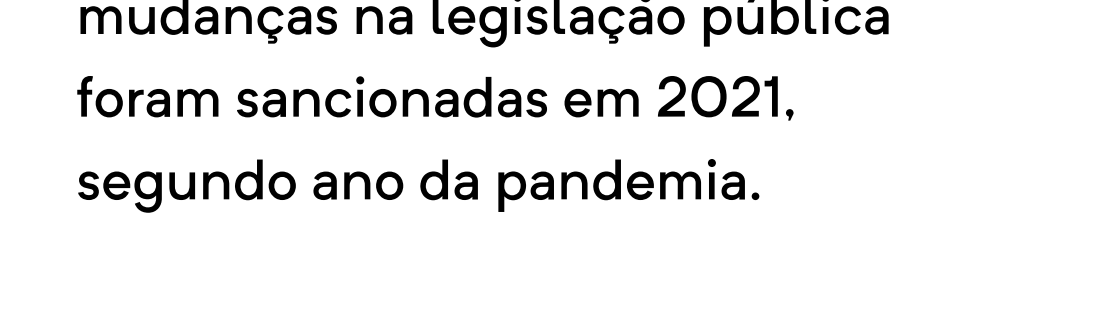 mudanças na legislação pública
foram sancionadas em 2021,
segundo ano da pandemia.